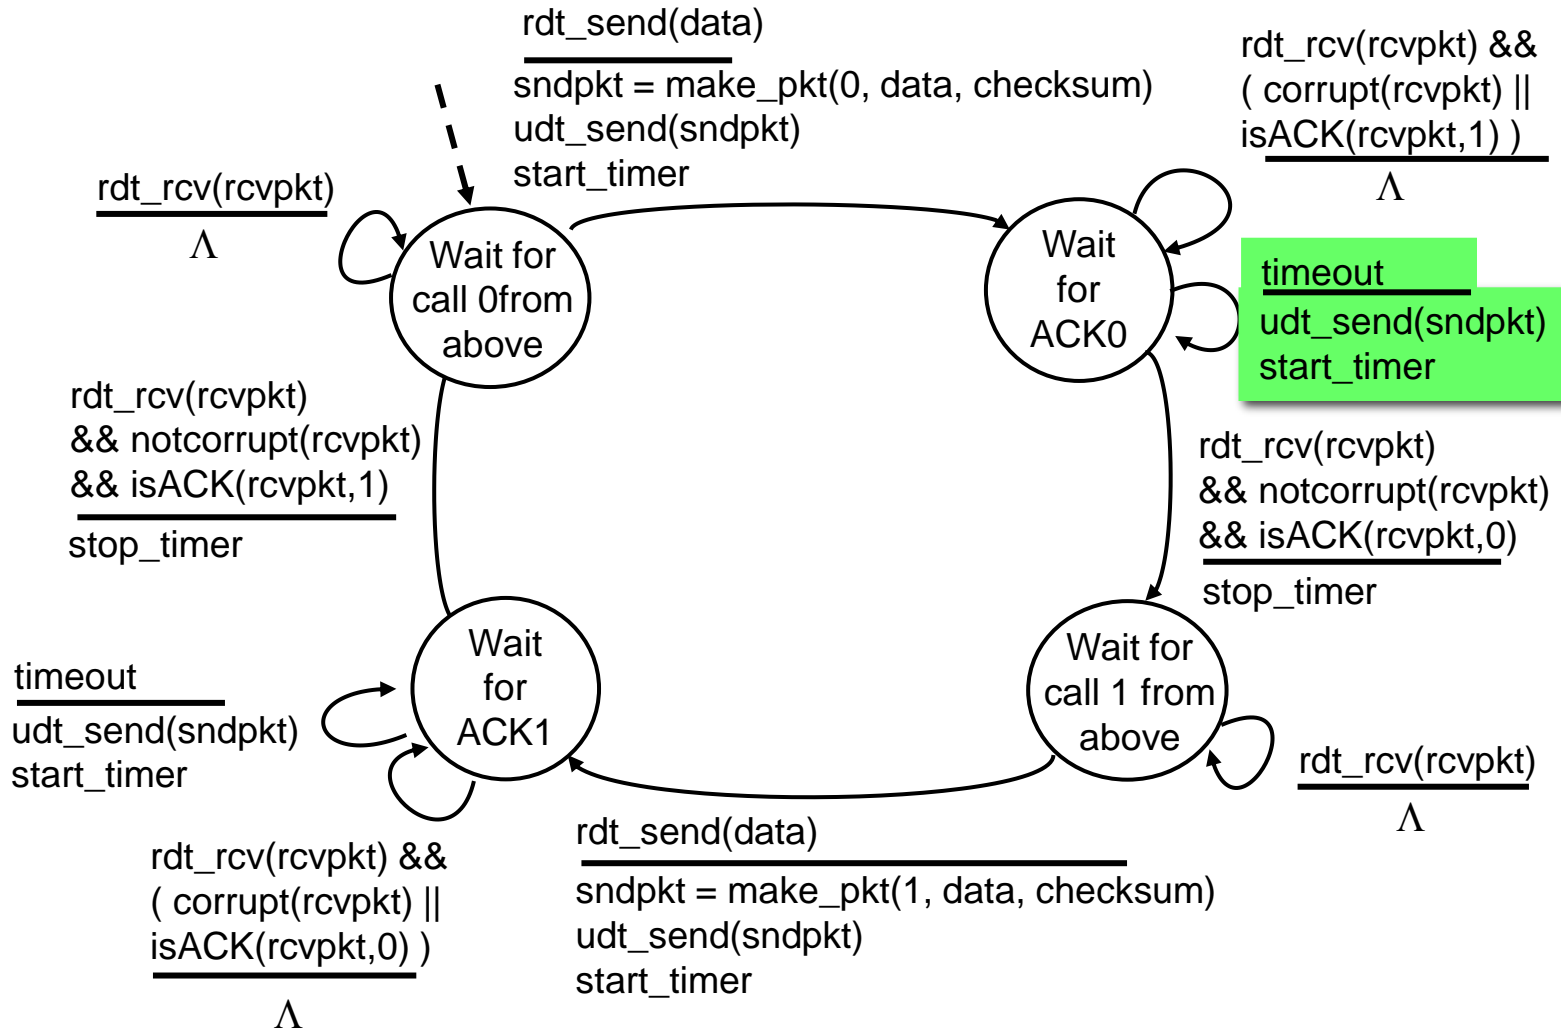 rdt_send(data)
sndpkt = make_pkt(0, data, checksum)
udt_send(sndpkt)
start_timer
rdt_rcv(rcvpkt) &&
( corrupt(rcvpkt) ||
isACK(rcvpkt,1) )
Λ
rdt_rcv(rcvpkt)
Λ
Wait for
call 0from
above
Wait
for
ACK0
timeout
udt_send(sndpkt)
start_timer
rdt_rcv(rcvpkt)
&& notcorrupt(rcvpkt)
&& isACK(rcvpkt,1)
stop_timer
rdt_rcv(rcvpkt)
&& notcorrupt(rcvpkt)
&& isACK(rcvpkt,0)
stop_timer
Wait
for
ACK1
Wait for
call 1 from
above
timeout
udt_send(sndpkt)
start_timer
rdt_rcv(rcvpkt)
Λ
rdt_rcv(rcvpkt) &&
( corrupt(rcvpkt) ||
isACK(rcvpkt,0) )
Λ
rdt_send(data)
sndpkt = make_pkt(1, data, checksum)
udt_send(sndpkt)
start_timer